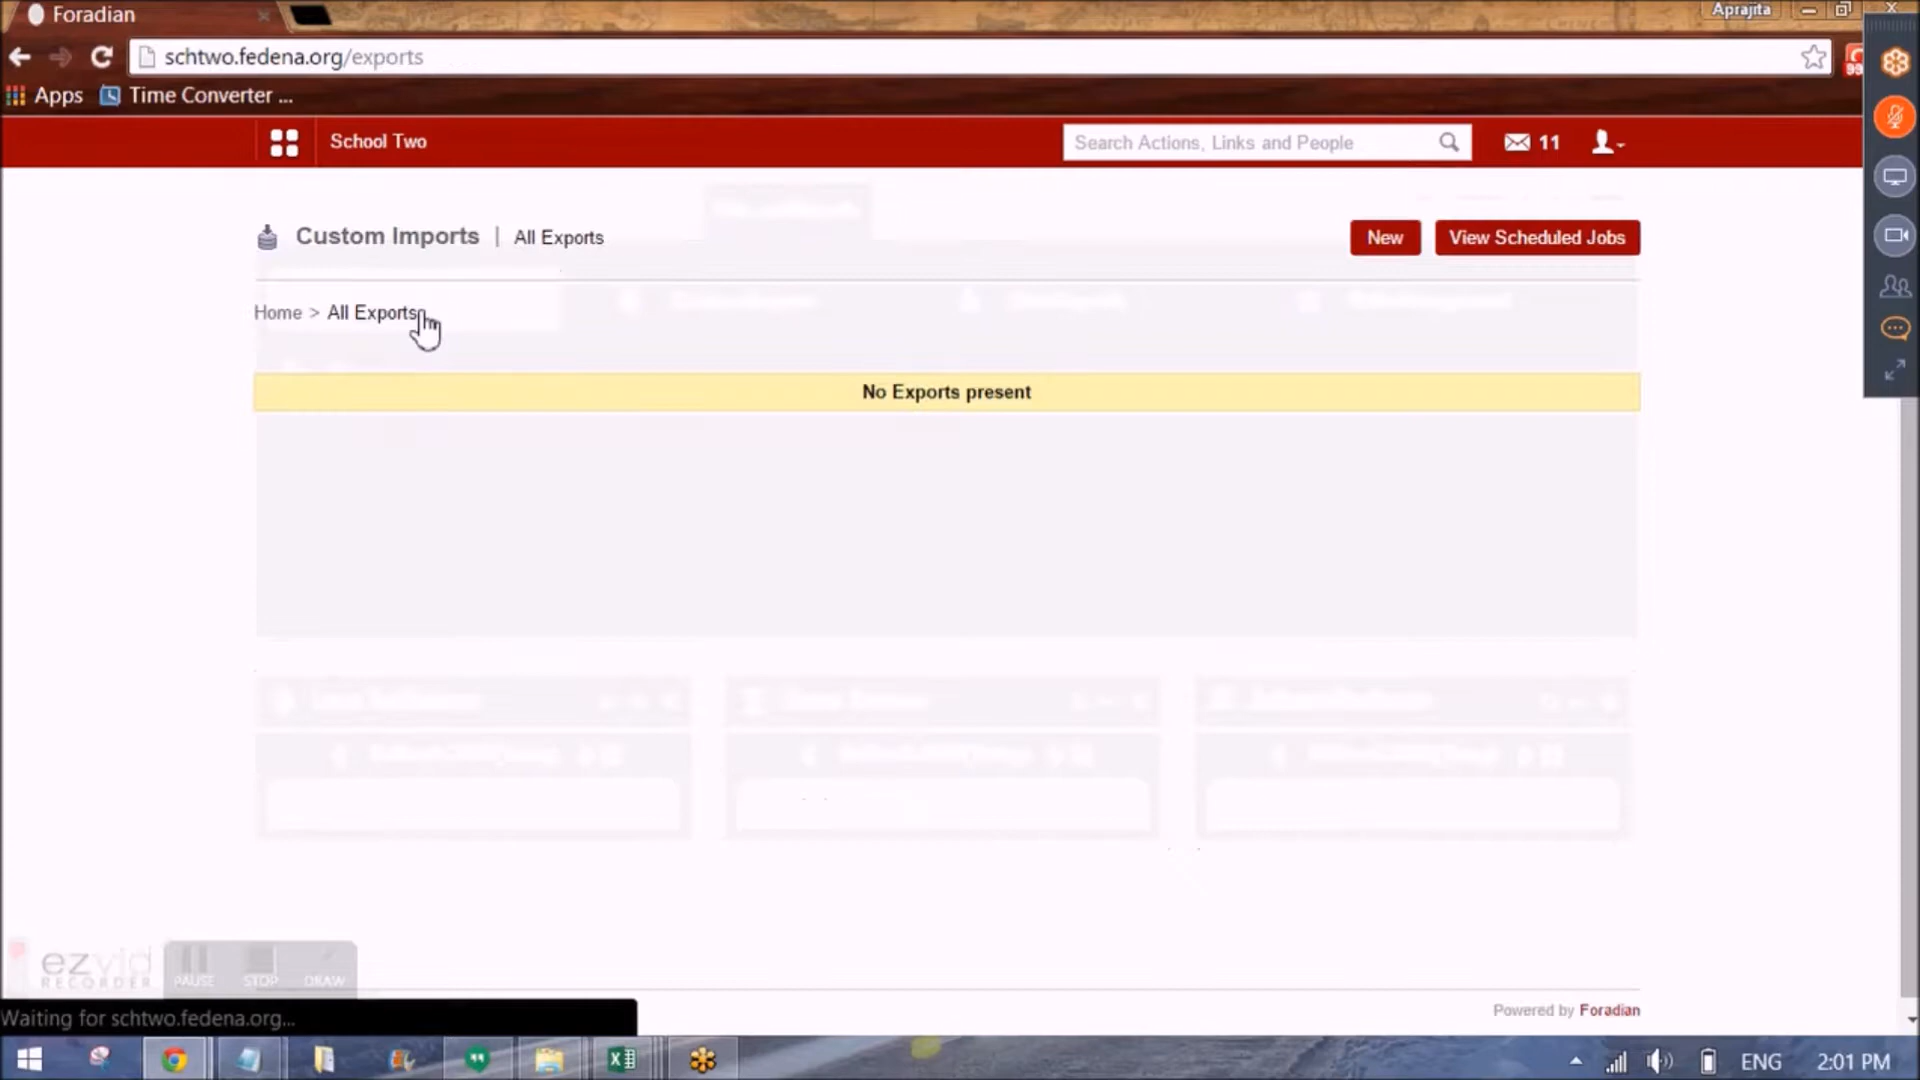 Foradian
Aprajita
schtwo.fedena.org/exports
99
Apps Time Converter ...
School Two
Search Actions, Links and People
11
Custom Imports | All Exports
New
View Scheduled Jobs
Home > All Exports
No Exports present
ezvid
RECORDER
PAUSE STOP DRAW
Powered by Foradian
Waiting for schtwo.fedena.org...
ENG 2:01 PM